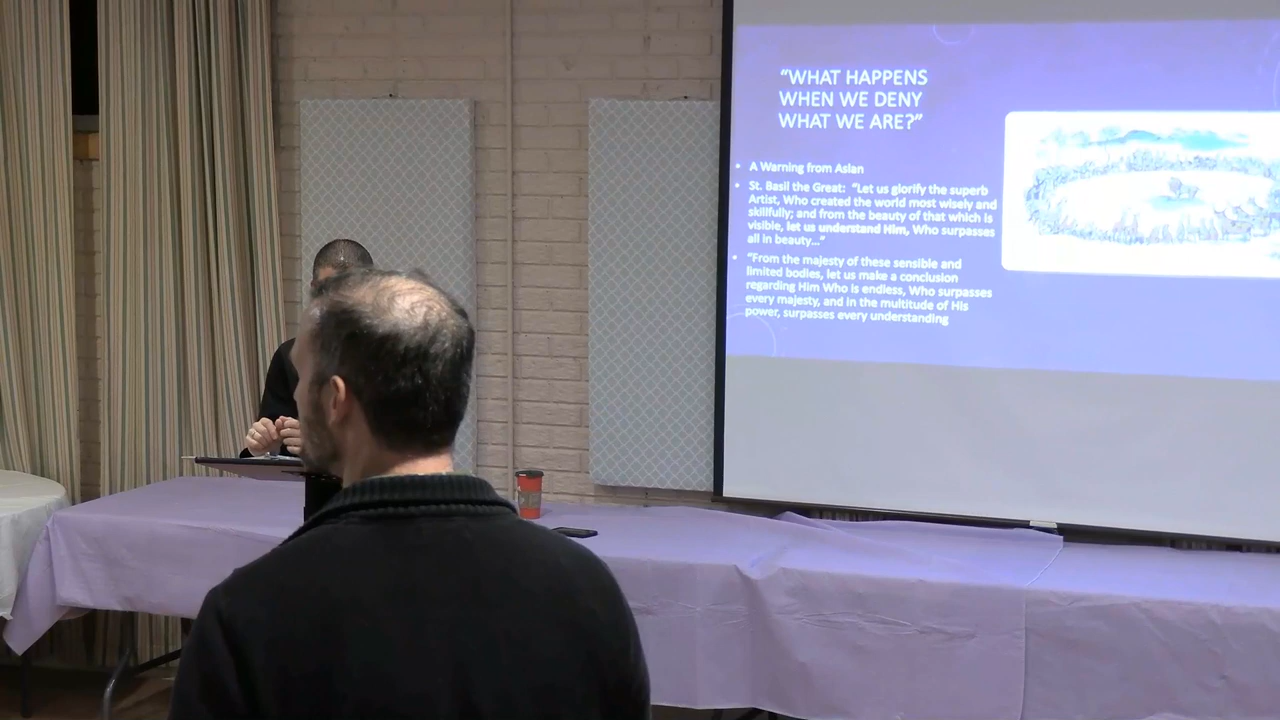 “WHAT HAPPENS
WHEN WE DENY
WHAT WE ARE?”
• A Warning from Aslan
• St. Basil the Great: “Let us glorify the superb
Artist, Who created the world most wisely and
skillfully; and from the beauty of that which is
visible, let us understand Him, Who surpasses
all in beauty...”
• “From the majesty of these sensible and
limited bodies, let us make a conclusion
regarding Him Who is endless, Who surpasses
every majesty, and in the multitude of His
power, surpasses every understanding